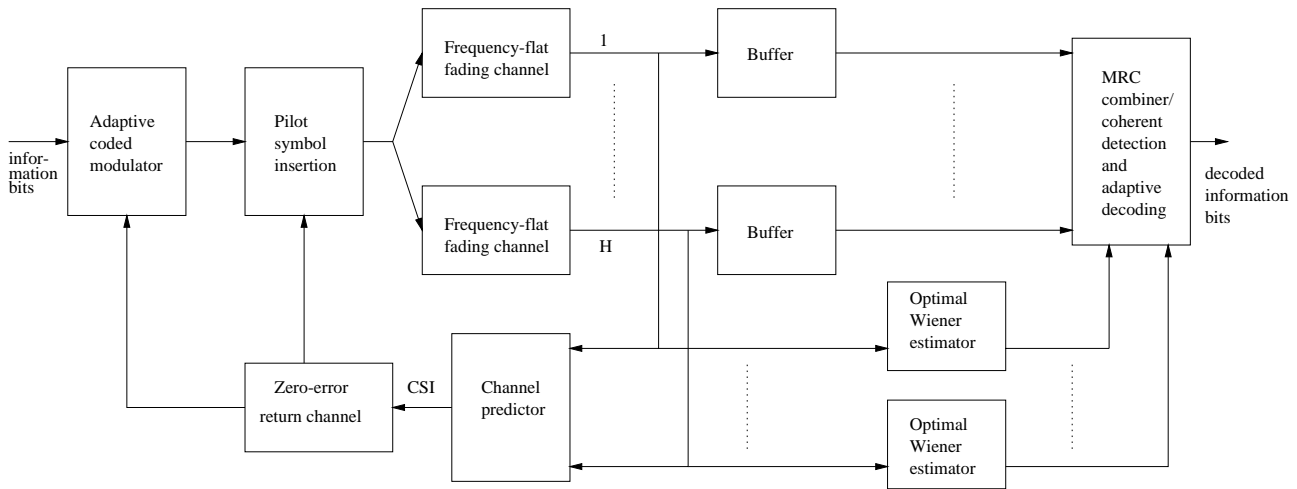 infor-
mation
bits
Adaptive
coded
modulator
Pilot
symbol
insertion
Frequency-flat
fading channel
1
Buffer
Frequency-flat
fading channel
H
Buffer
MRC
combiner/
coherent
detection
and
adaptive
decoding
decoded
information
bits
Zero-error
return channel
CSI
Channel
predictor
Optimal
Wiener
estimator
Optimal
Wiener
estimator